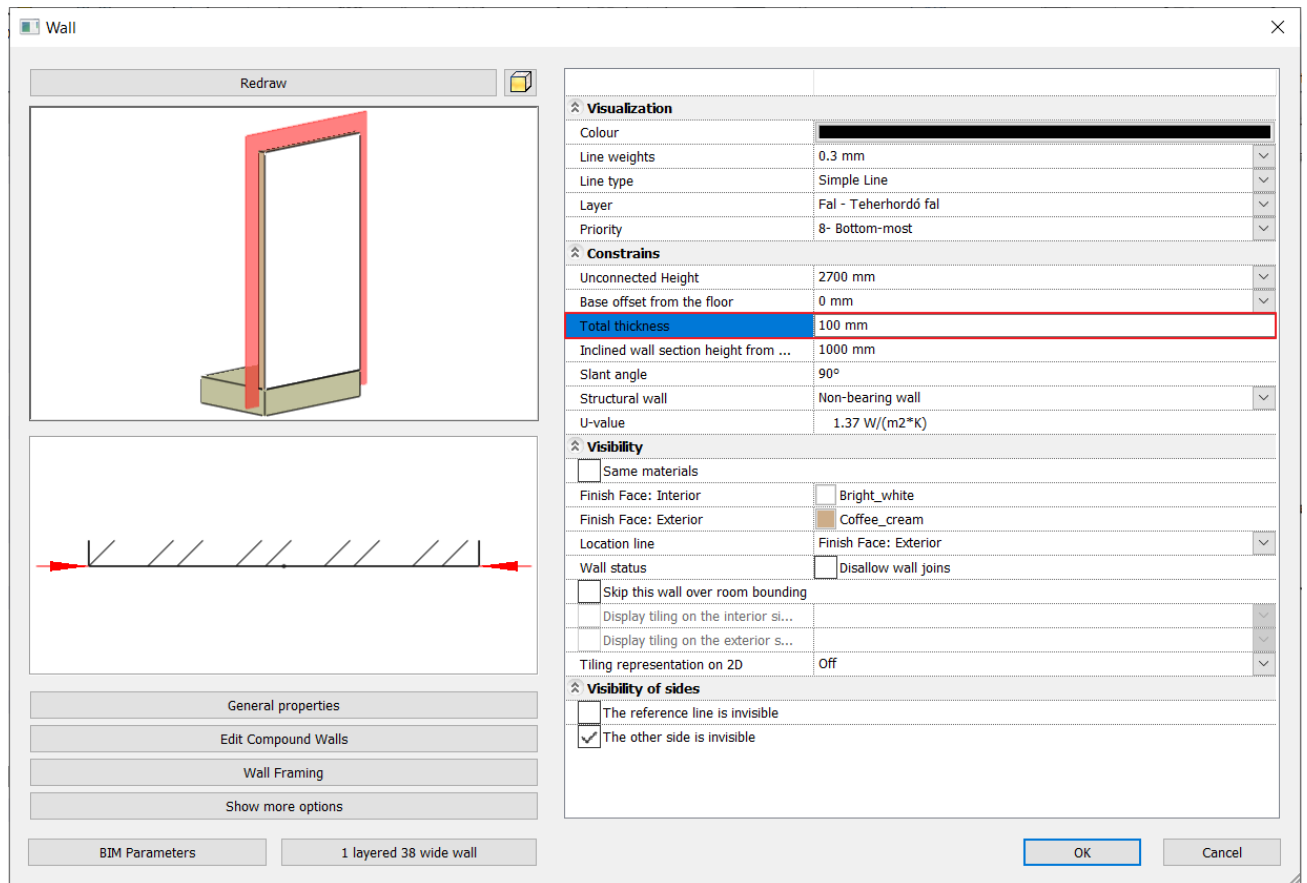 Wall
Redraw
Visualization
Colour
Line weights 0.3 mm
Line type Simple Line
Layer Fal - Teherhordó fal
Priority 8- Bottom-most
Constrains
Unconnected Height 2700 mm
Base offset from the floor 0 mm
Total thickness 100 mm
Inclined wall section height from ... 1000 mm
Slant angle 90°
Structural wall Non-bearing wall
U-value 1.37 W/(m2*K)
Visibility
Same materials
Finish Face: Interior Bright_white
Finish Face: Exterior Coffee_cream
Location line Finish Face: Exterior
Wall status Disallow wall joins
Skip this wall over room bounding
Display tiling on the interior si...
Display tiling on the exterior s...
Tiling representation on 2D Off
Visibility of sides
The reference line is invisible
The other side is invisible
General properties
Edit Compound Walls
Wall Framing
Show more options
BIM Parameters
1 layered 38 wide wall
OK
Cancel